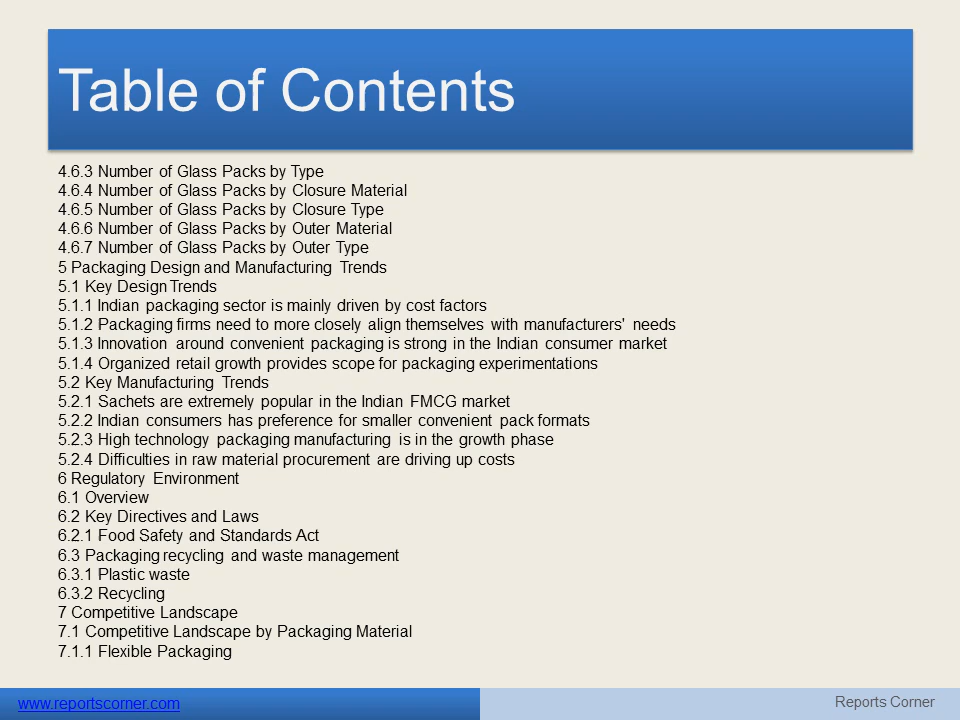 Table of Contents
4.6.3 Number of Glass Packs by Type
4.6.4 Number of Glass Packs by Closure Material
4.6.5 Number of Glass Packs by Closure Type
4.6.6 Number of Glass Packs by Outer Material
4.6.7 Number of Glass Packs by Outer Type
5 Packaging Design and Manufacturing Trends
5.1 Key Design Trends
5.1.1 Indian packaging sector is mainly driven by cost factors
5.1.2 Packaging firms need to more closely align themselves with manufacturers' needs
5.1.3 Innovation around convenient packaging is strong in the Indian consumer market
5.1.4 Organized retail growth provides scope for packaging experimentations
5.2 Key Manufacturing Trends
5.2.1 Sachets are extremely popular in the Indian FMCG market
5.2.2 Indian consumers has preference for smaller convenient pack formats
5.2.3 High technology packaging manufacturing is in the growth phase
5.2.4 Difficulties in raw material procurement are driving up costs
6 Regulatory Environment
6.1 Overview
6.2 Key Directives and Laws
6.2.1 Food Safety and Standards Act
6.3 Packaging recycling and waste management
6.3.1 Plastic waste
6.3.2 Recycling
7 Competitive Landscape
7.1 Competitive Landscape by Packaging Material
7.1.1 Flexible Packaging
www.reportscorner.com
Reports Corner